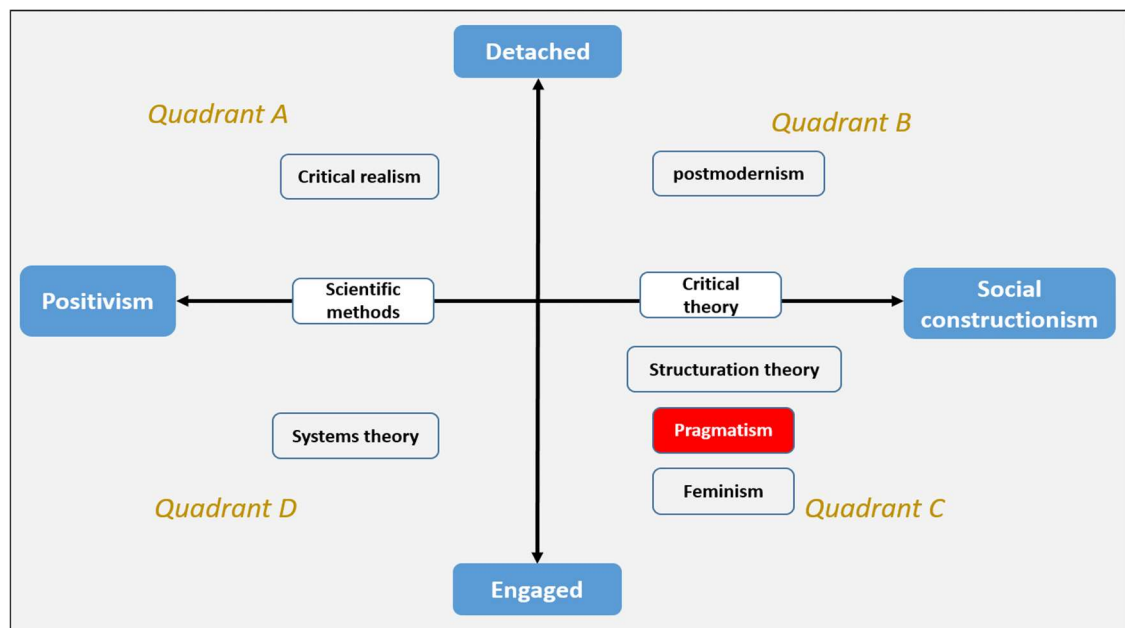 Detached
Quadrant A
Quadrant B
Critical realism
postmodernism
Positivism
Scientific
methods
Critical
theory
Social
constructionism
Structuration theory
Pragmatism
Systems theory
Feminism
Quadrant D
Quadrant C
Engaged